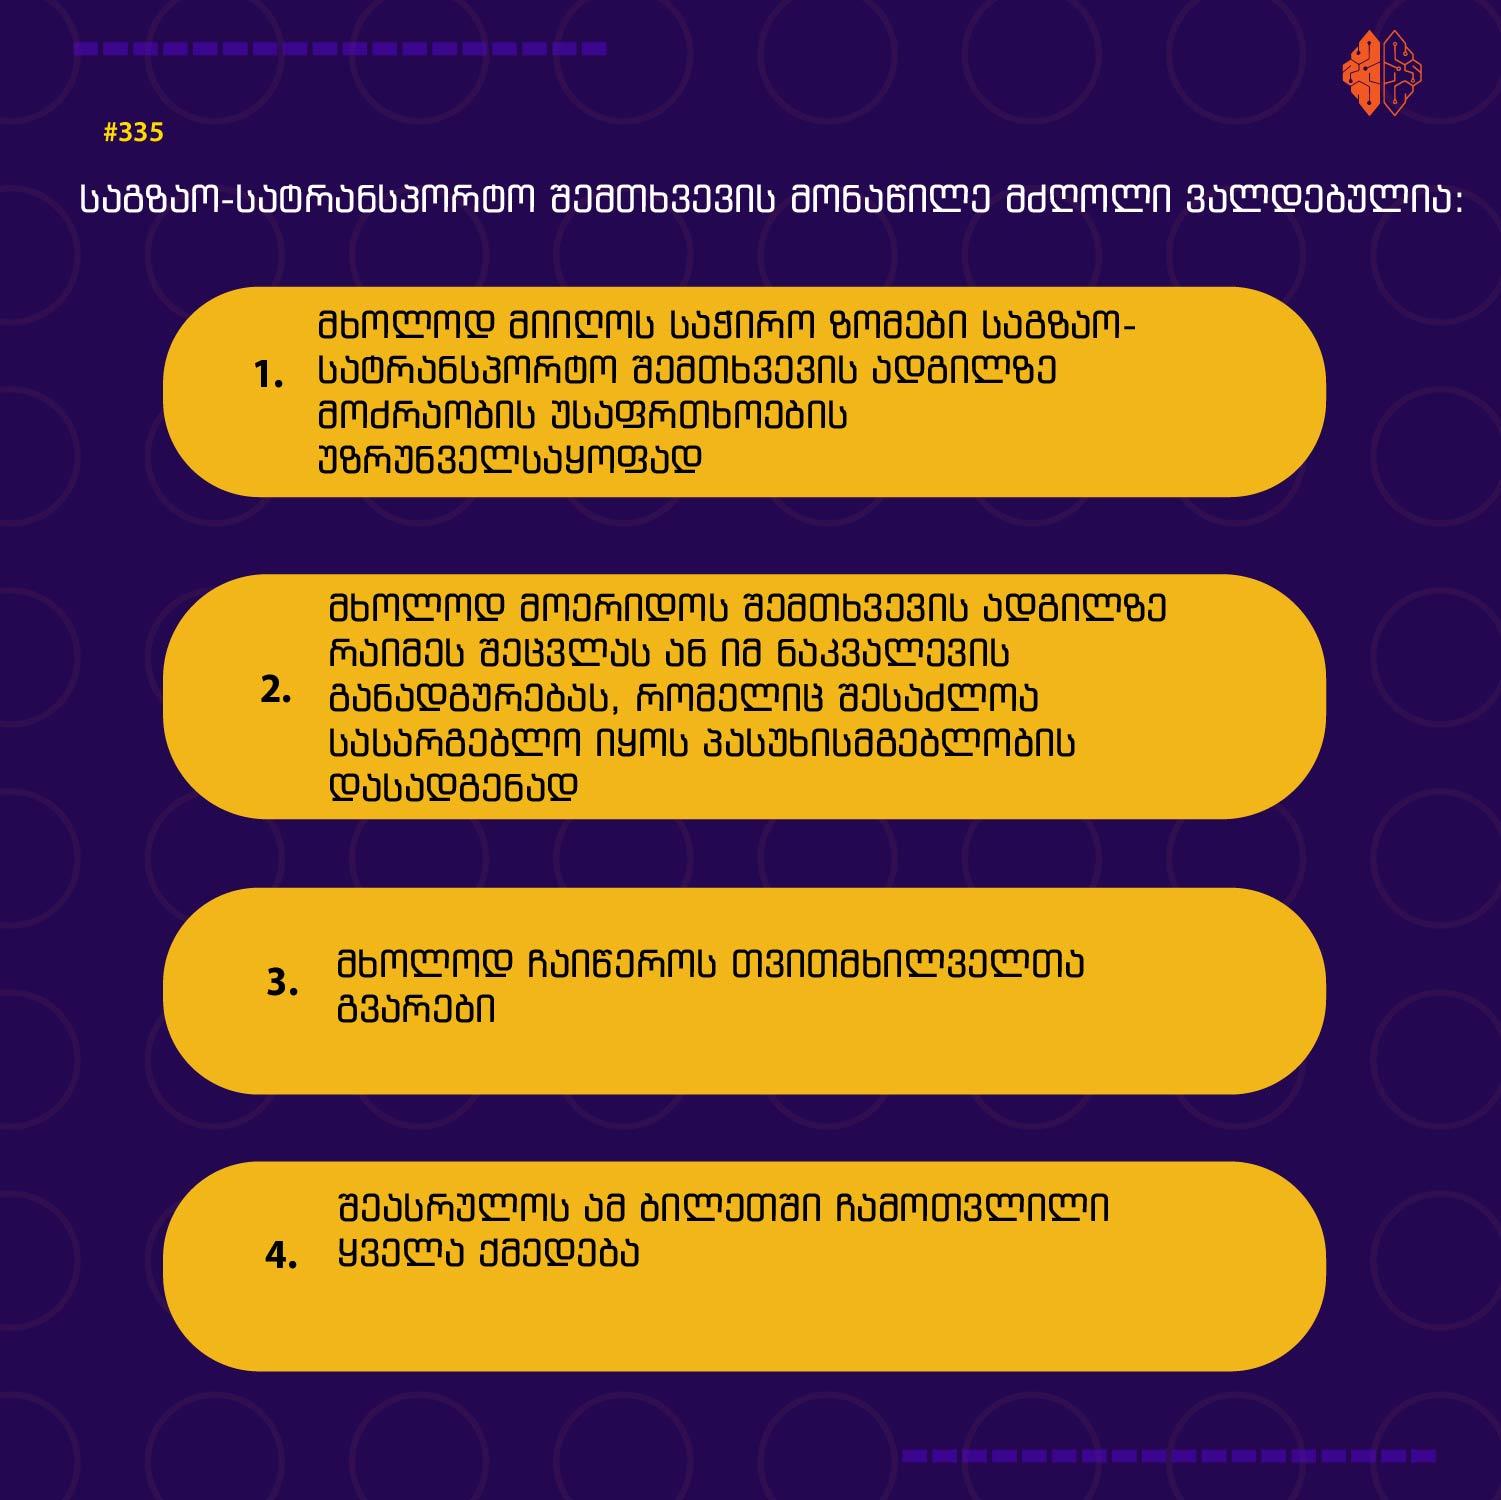 #335
საგზაო-სატრანსპორტო შემთხვევის მონაწილე მძღოლი ვალდებულია:
მხოლოდ მიიღოს საჭირო ზომები საგზაო-
1. სატრანსპორტო შემთხვევის ადგილზე
მოძრაობის უსაფრთხოების
უზრუნველსაყოფად
მხოლოდ მოერიდოს შემთხვევის ადგილზე
რაიმეს შეცვლას ან იმ ნაკვალევის
2. განადგურებას, რომელიც შესაძლოა
სასარგებლო იყოს პასუხისმგებლობის
დასადგენად
მხოლოდ ჩაიწეროს თვითმხილველთა
3. გვარები
შეასრულოს ამ ბილეთში ჩამოთვლილი
4. ყველა ქმედება